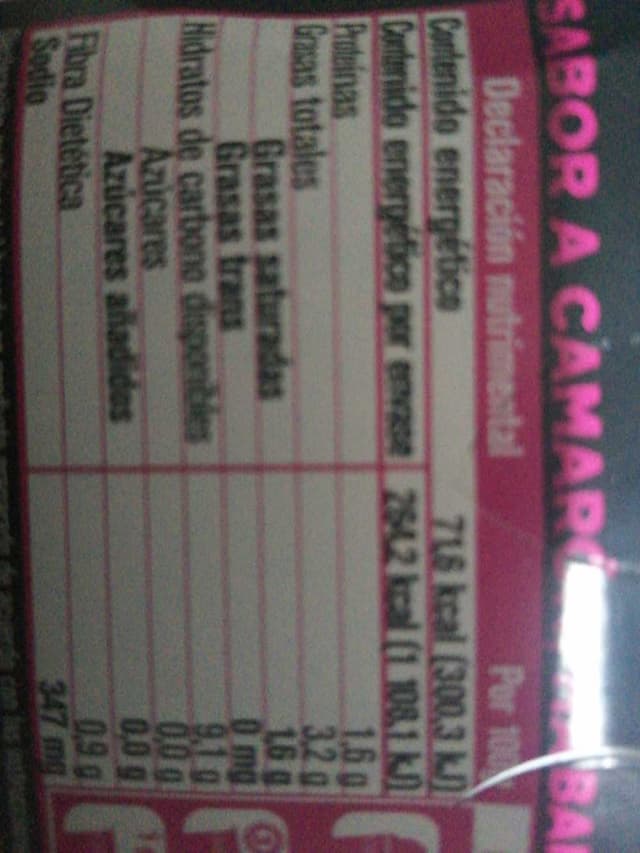 SABOR A CAMARÓN
Declaración nutrimental Por 100
Contenido energético 71,6 kcal (300,3 kJ)
Contenido energético por envase 264,2 kcal (1 108,1 kJ)
Proteínas 1,6 g
Grasas totales 3,2 g
Grasas saturadas 1,6 g
Grasas trans 0 mg
Hidratos de carbono disponibles 9,1 g
Azúcares 0,0 g
Azúcares añadidos 0,0 g
Fibra Dietética 0,9 g
Sodio 347 mg